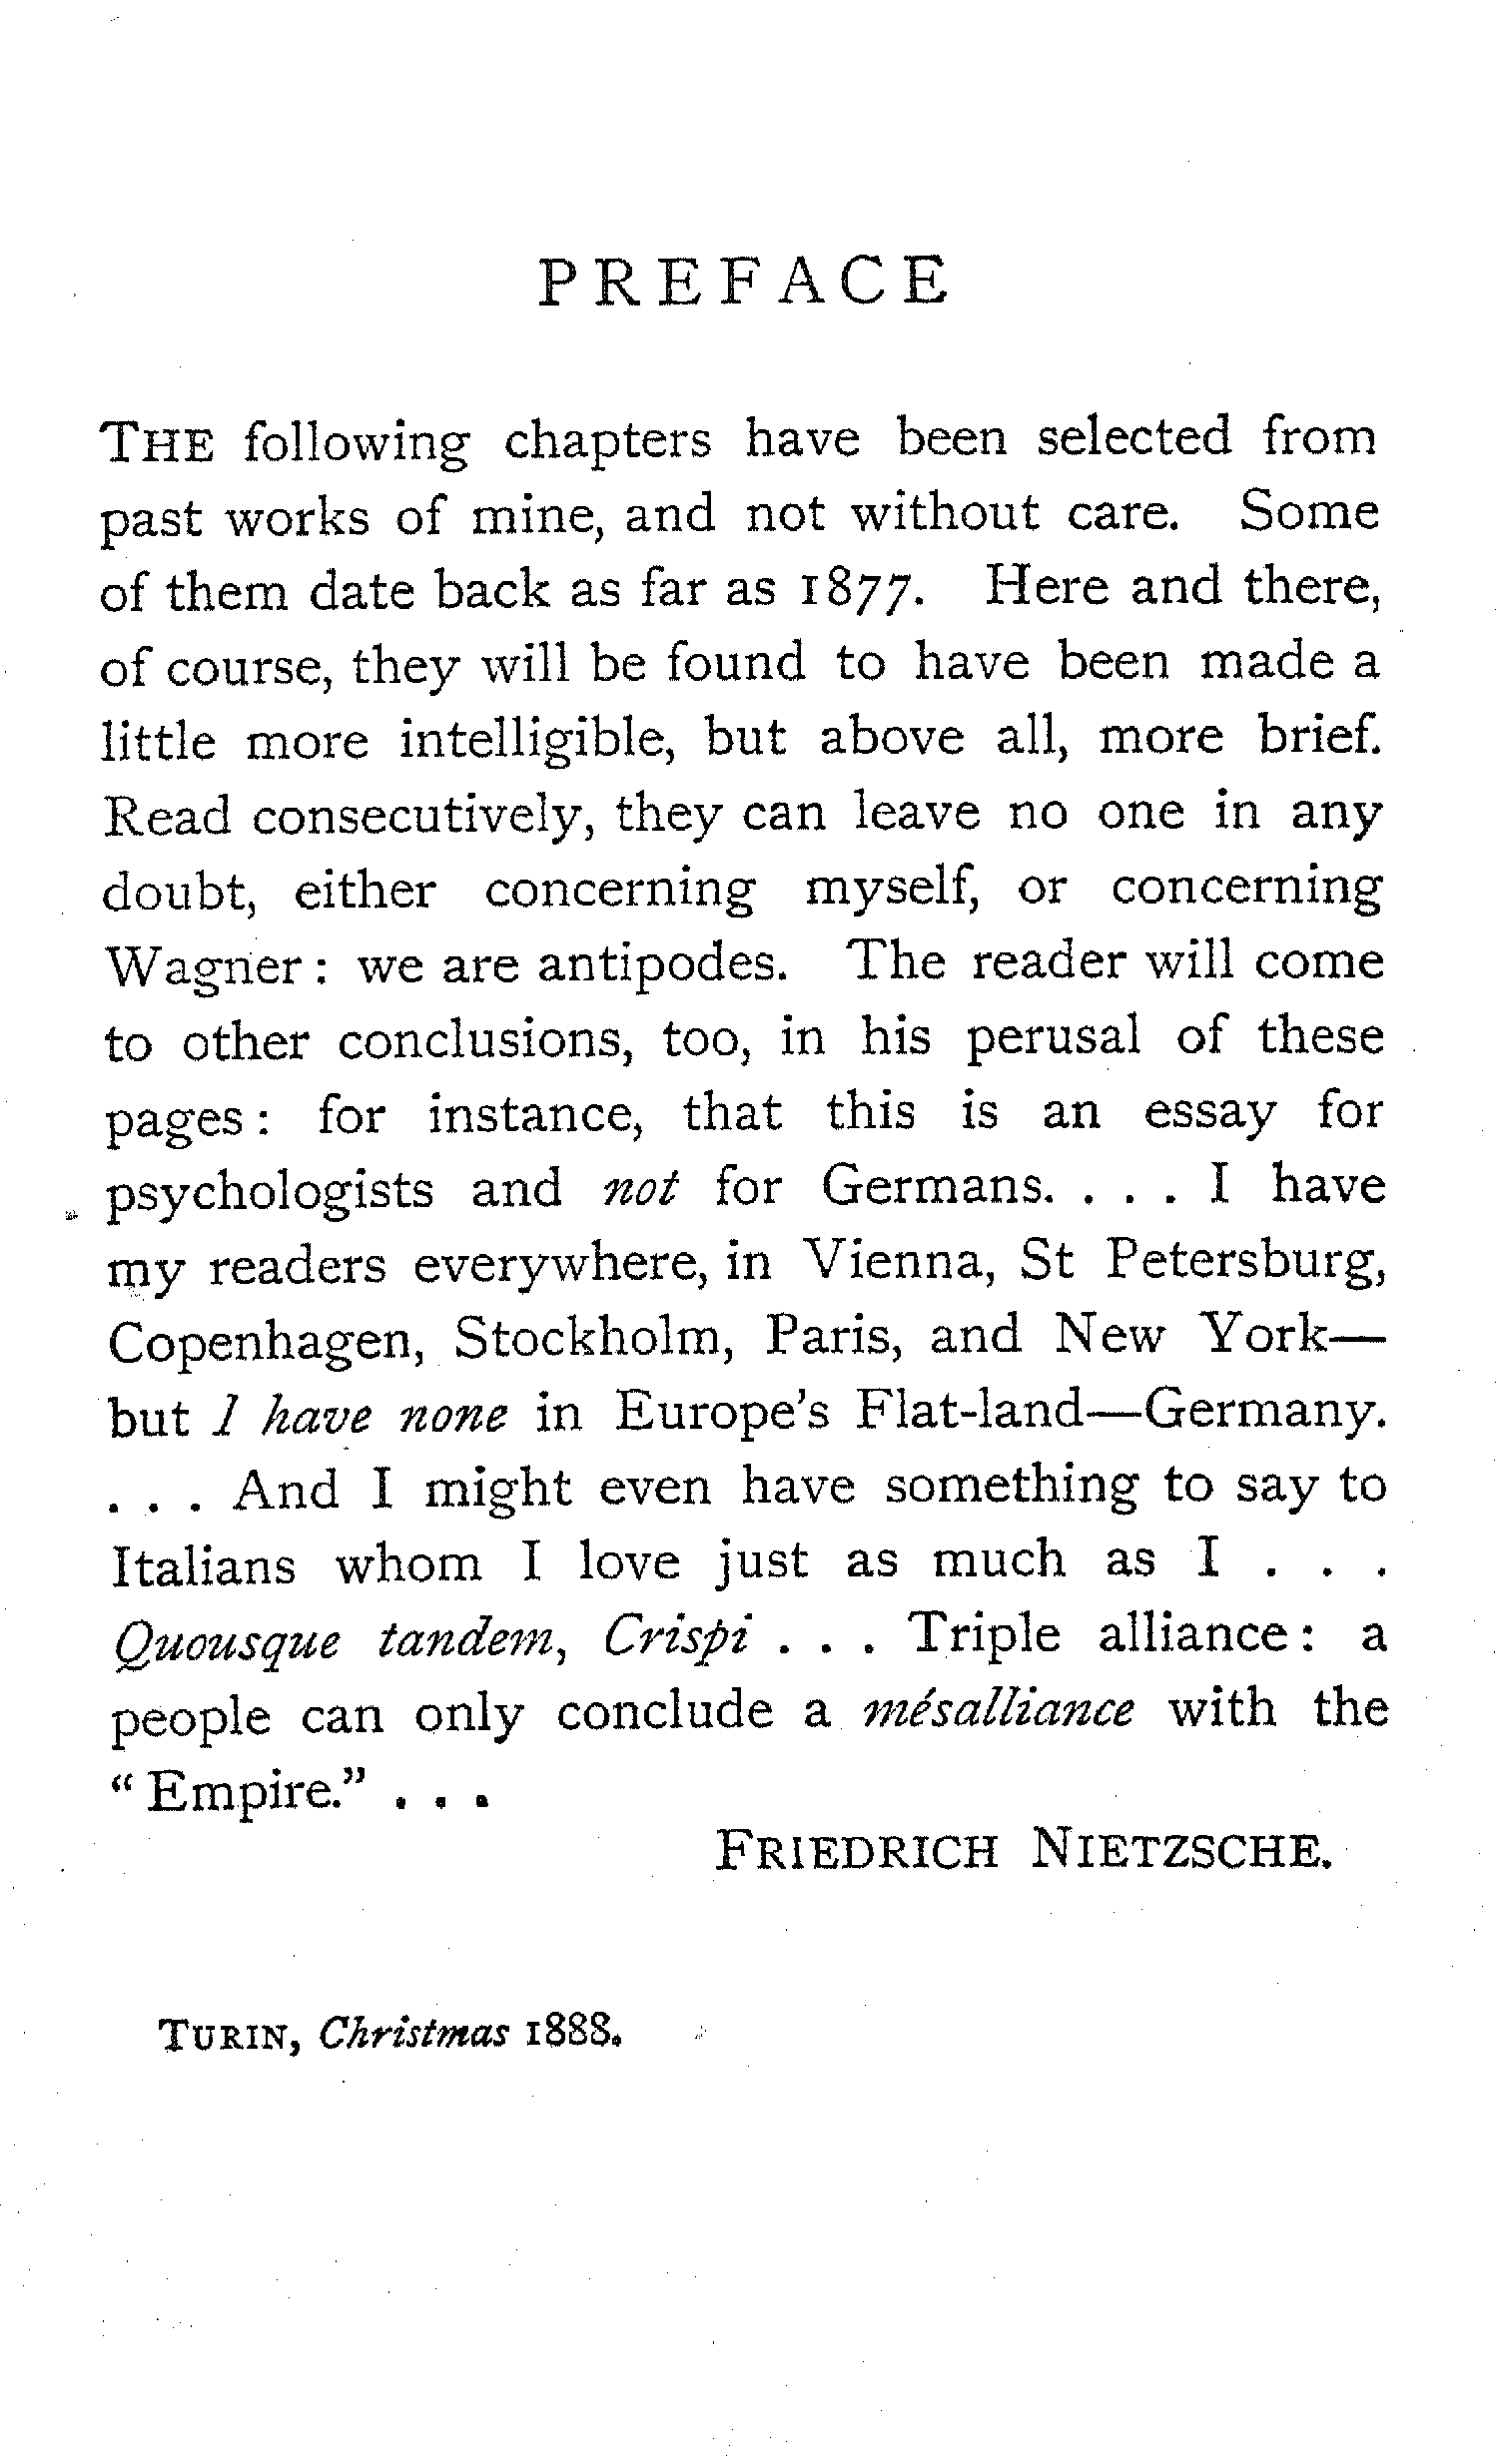 PREFACE
THE following chapters have been selected from
past works of mine, and not without care. Some
of them date back as far as 1877. Here and there,
of course, they will be found to have been made a
little more intelligible, but above all, more brief.
Read consecutively, they can leave no one in any
doubt, either concerning myself, or concerning
Wagner: we are antipodes. The reader will come
to other conclusions, too, in his perusal of these
pages: for instance, that this is an essay for
psychologists and not for Germans. . . . I have
my readers everywhere, in Vienna, St Petersburg,
Copenhagen, Stockholm, Paris, and New York—
but I have none in Europe's Flat-land—Germany.
. . . And I might even have something to say to
Italians whom I love just as much as I . . .
Quousque tandem, Crispi . . . Triple alliance: a
people can only conclude a mésalliance with the
“Empire.” . . .
FRIEDRICH NIETZSCHE.
TURIN, Christmas 1888.